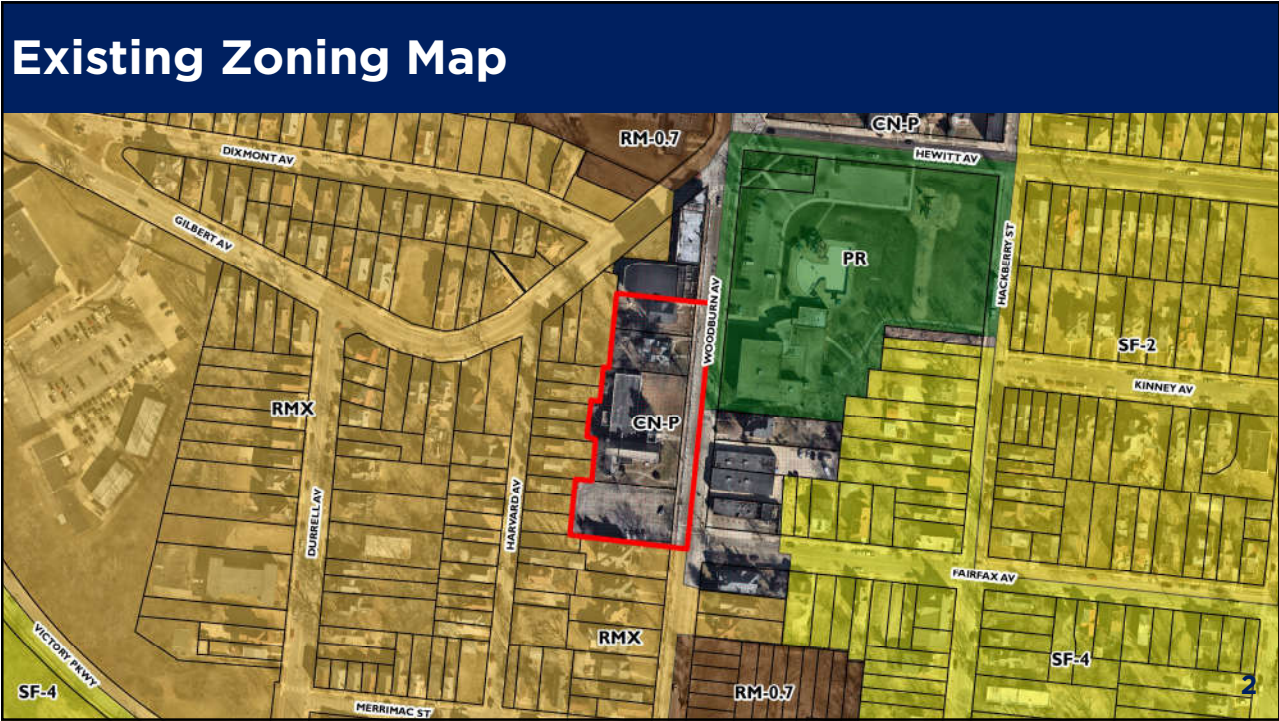 Existing Zoning Map
CN-P
RM-0.7
HEWITT AV
DIXMONT AV
GILBERT AV
PR
HACKBERRY ST
WOODBURN AV
SF-2
KINNEY AV
RMX
CN-P
HARVARD AV
DURRELL AV
FAIRFAX AV
RMX
VICTORY PKWY
SF-4
SF-4
RM-0.7
MERRIMAC ST
2